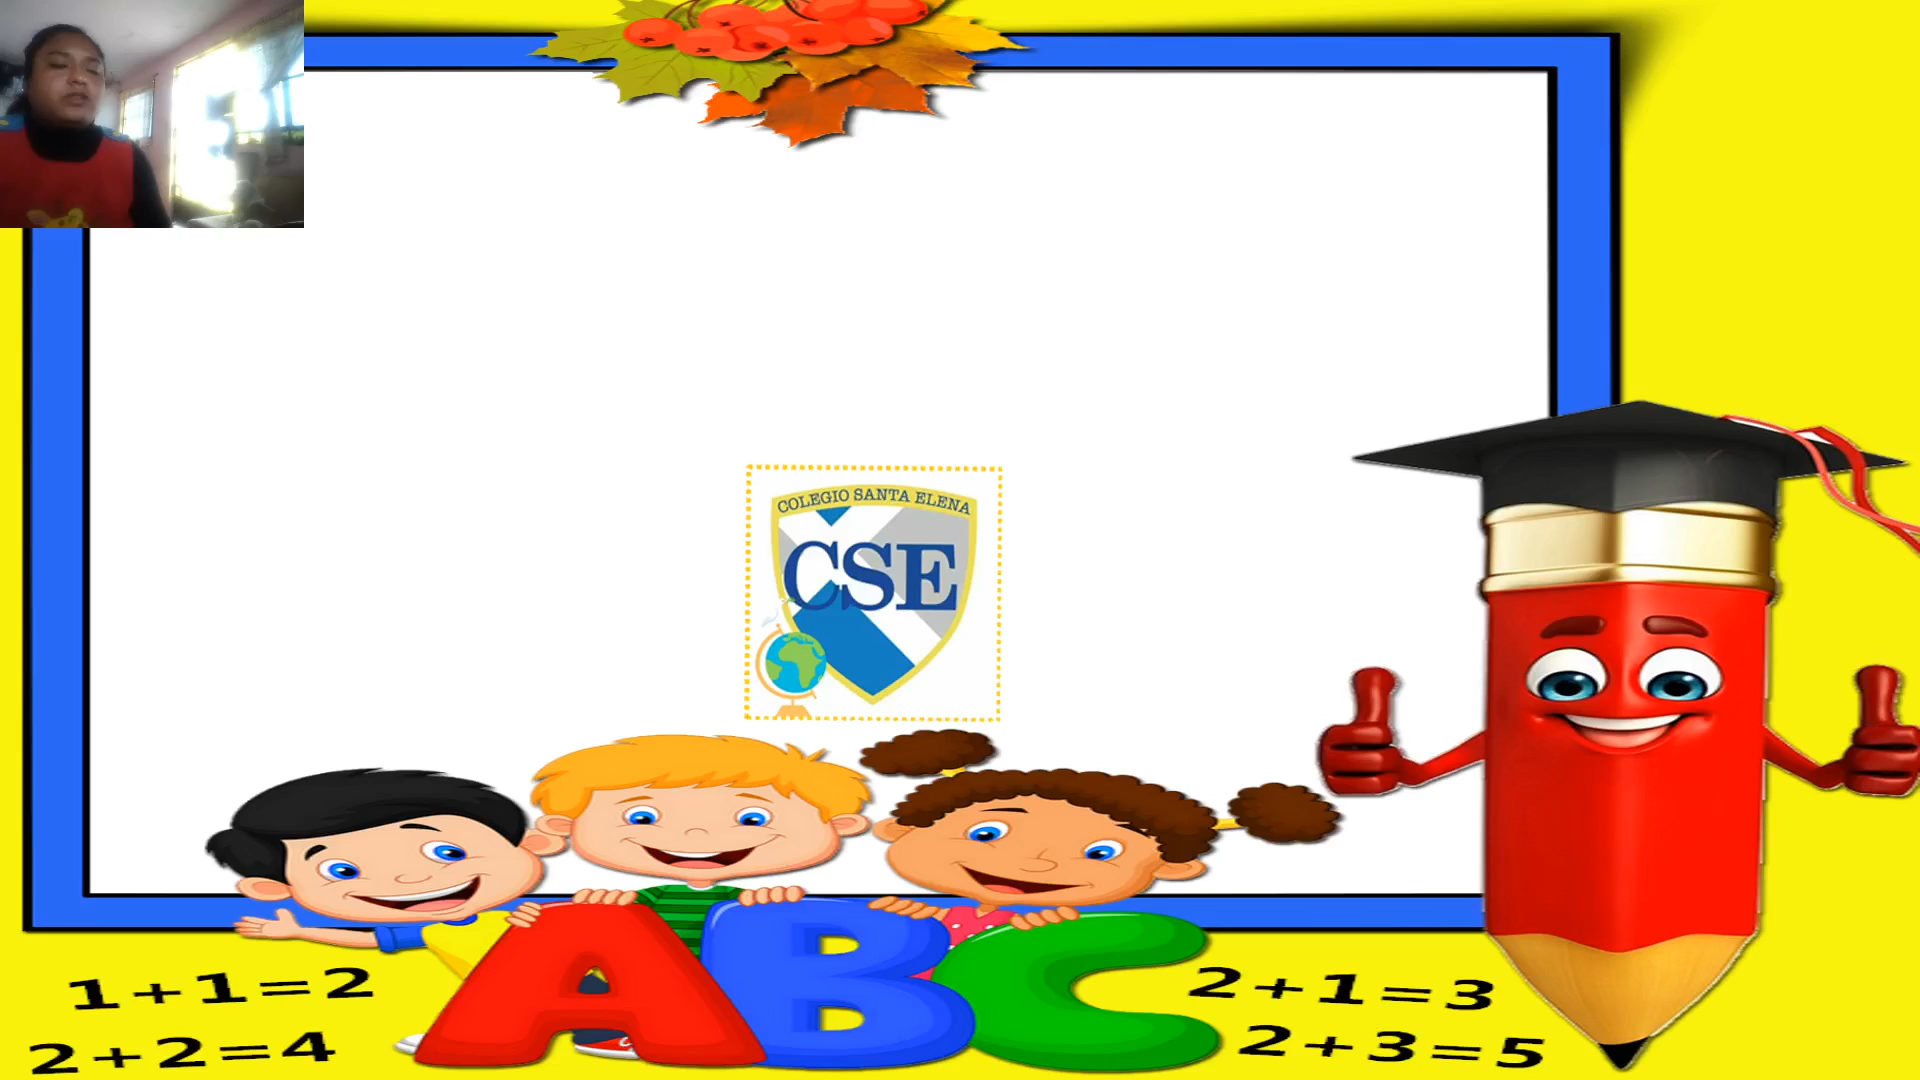 COLEGIO SANTA ELENA
CSE
ABC
1+1=2
2+2=4
2+1=3
2+3=5